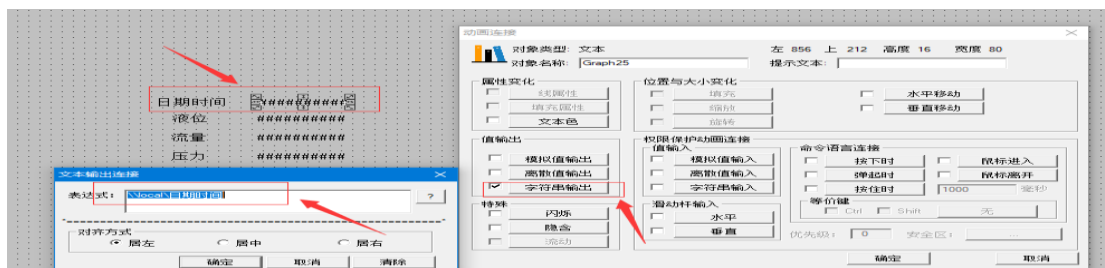 动画连接
对象类型: 文本
左 856 上 212 高度 16 宽度 80
对象名称: Graph25
提示文本:
属性变化
线属性
填充属性
文本色
位置与大小变化
填充
缩放
旋转
水平移动
垂直移动
值输出
模拟值输出
离散值输出
字符串输出
权限保护动画连接
值输入
模拟值输入
离散值输入
字符串输入
命令语言连接
按下时
弹起时
按住时
鼠标进入
鼠标离开
1000 毫秒
特殊
闪烁
隐含
流动
滑动杆输入
水平
垂直
等价键
Ctrl Shift 无
优先级: 0 安全区: ...
确定 取消
日期时间 ##########
液位 ##########
流量 ##########
压力 ##########
文本输出连接
表达式: \\local\日期时间 ?
对齐方式
居左 居中 居右
确定 取消 清除